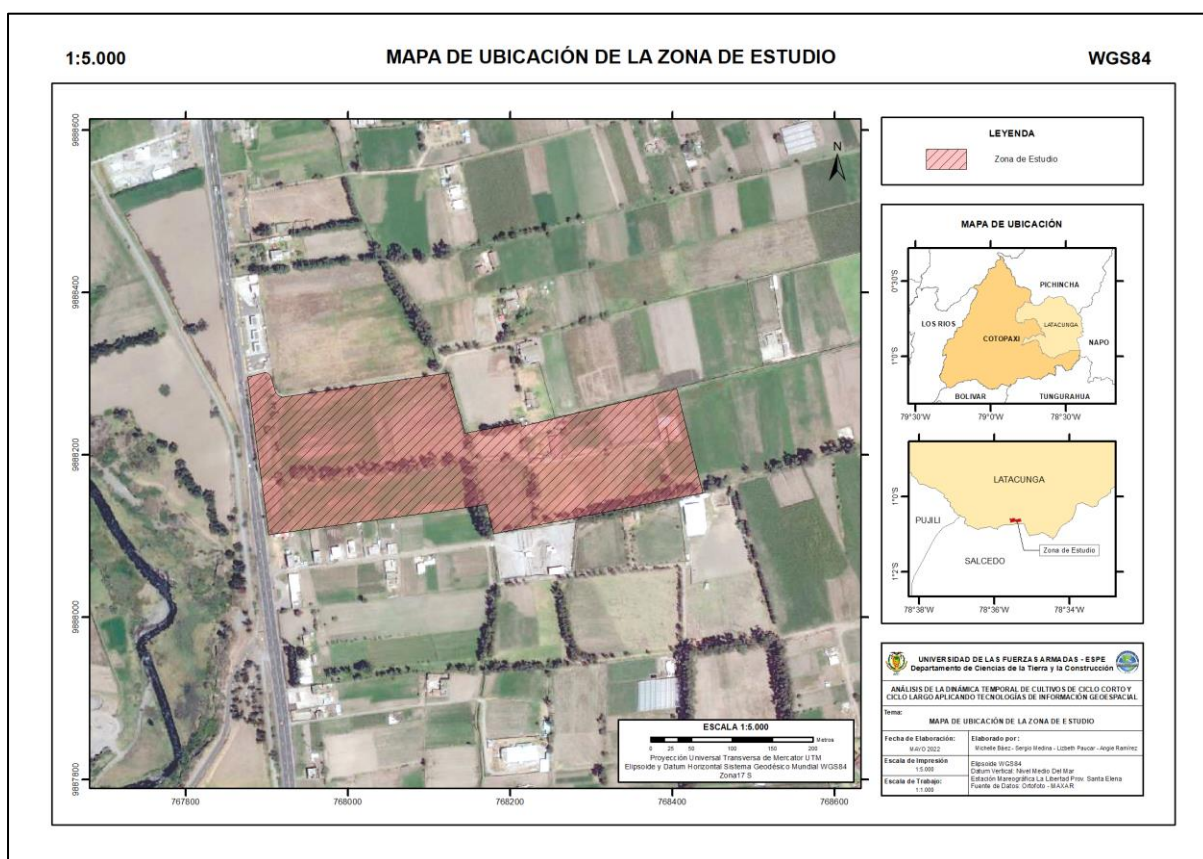 1:5.000
MAPA DE UBICACIÓN DE LA ZONA DE ESTUDIO
WGS84
9888600
9888400
9888200
9888000
9887800
767800
768000
768200
768400
768600
N
ESCALA 1:5.000
0 25 50 100 150 200 Metros
Proyección Universal Transversa de Mercator UTM
Elipsoide y Datum Horizontal Sistema Geodésico Mundial WGS84
Zona17 S
LEYENDA
Zona de Estudio
MAPA DE UBICACIÓN
PICHINCHA
LOS RIOS
LATACUNGA
COTOPAXI
NAPO
BOLIVAR
TUNGURAHUA
0°30'S
1°0'S
79°30'W
79°0'W
78°30'W
LATACUNGA
PUJILI
Zona de Estudio
SALCEDO
1°0'S
1°2'S
78°38'W
78°36'W
78°34'W
UNIVERSIDAD DE LAS FUERZAS ARMADAS - ESPE
Departamento de Ciencias de la Tierra y la Construcción
ANÁLISIS DE LA DINÁMICA TEMPORAL DE CULTIVOS DE CICLO CORTO Y
CICLO LARGO APLICANDO TECNOLOGÍAS DE INFORMACIÓN GEOESPACIAL
Tema:
MAPA DE UBICACIÓN DE LA ZONA DE ESTUDIO
Fecha de Elaboración:
MAYO 2022
Elaborado por :
Michelle Báez - Sergio Medina - Lizbeth Paucar - Angie Ramírez
Escala de Impresión
1:5.000
Escala de Trabajo:
1:1.000
Elipsoide WGS84
Datum Vertical: Nivel Medio Del Mar
Estación Mareográfica La Libertad Prov. Santa Elena
Fuente de Datos: Ortofoto - MAXAR